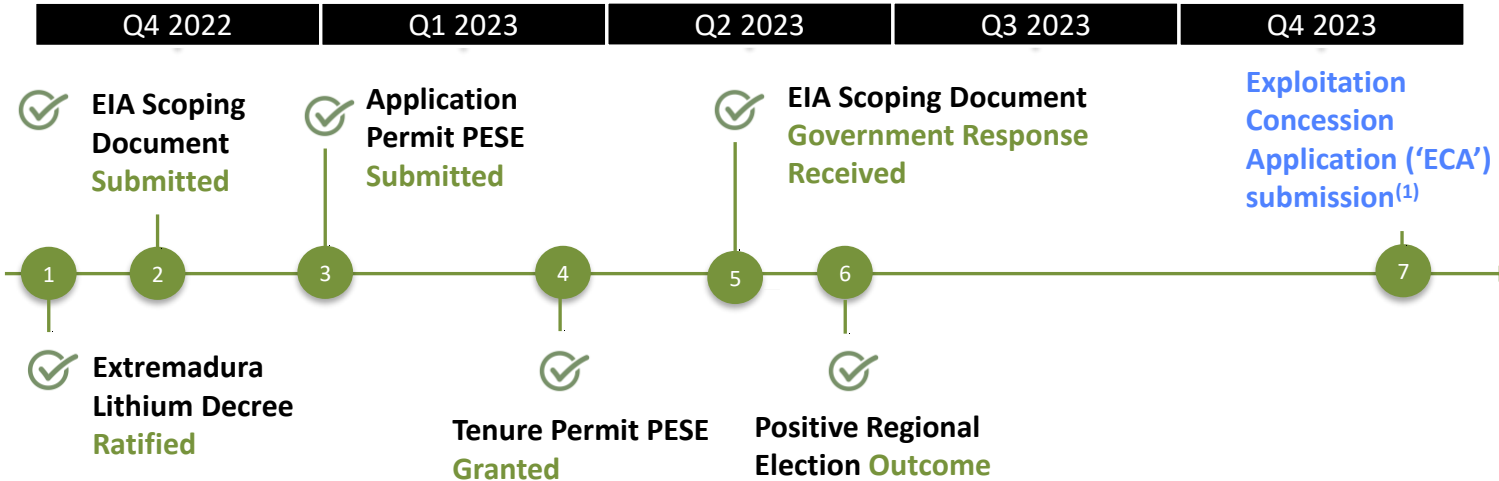 Q4 2022
Q1 2023
Q2 2023
Q3 2023
Q4 2023
EIA Scoping
Document
Submitted
Application
Permit PESE
Submitted
EIA Scoping Document
Government Response
Received
Exploitation
Concession
Application (‘ECA’)
submission(1)
1
2
3
4
5
6
7
Extremadura
Lithium Decree
Ratified
Tenure Permit PESE
Granted
Positive Regional
Election Outcome